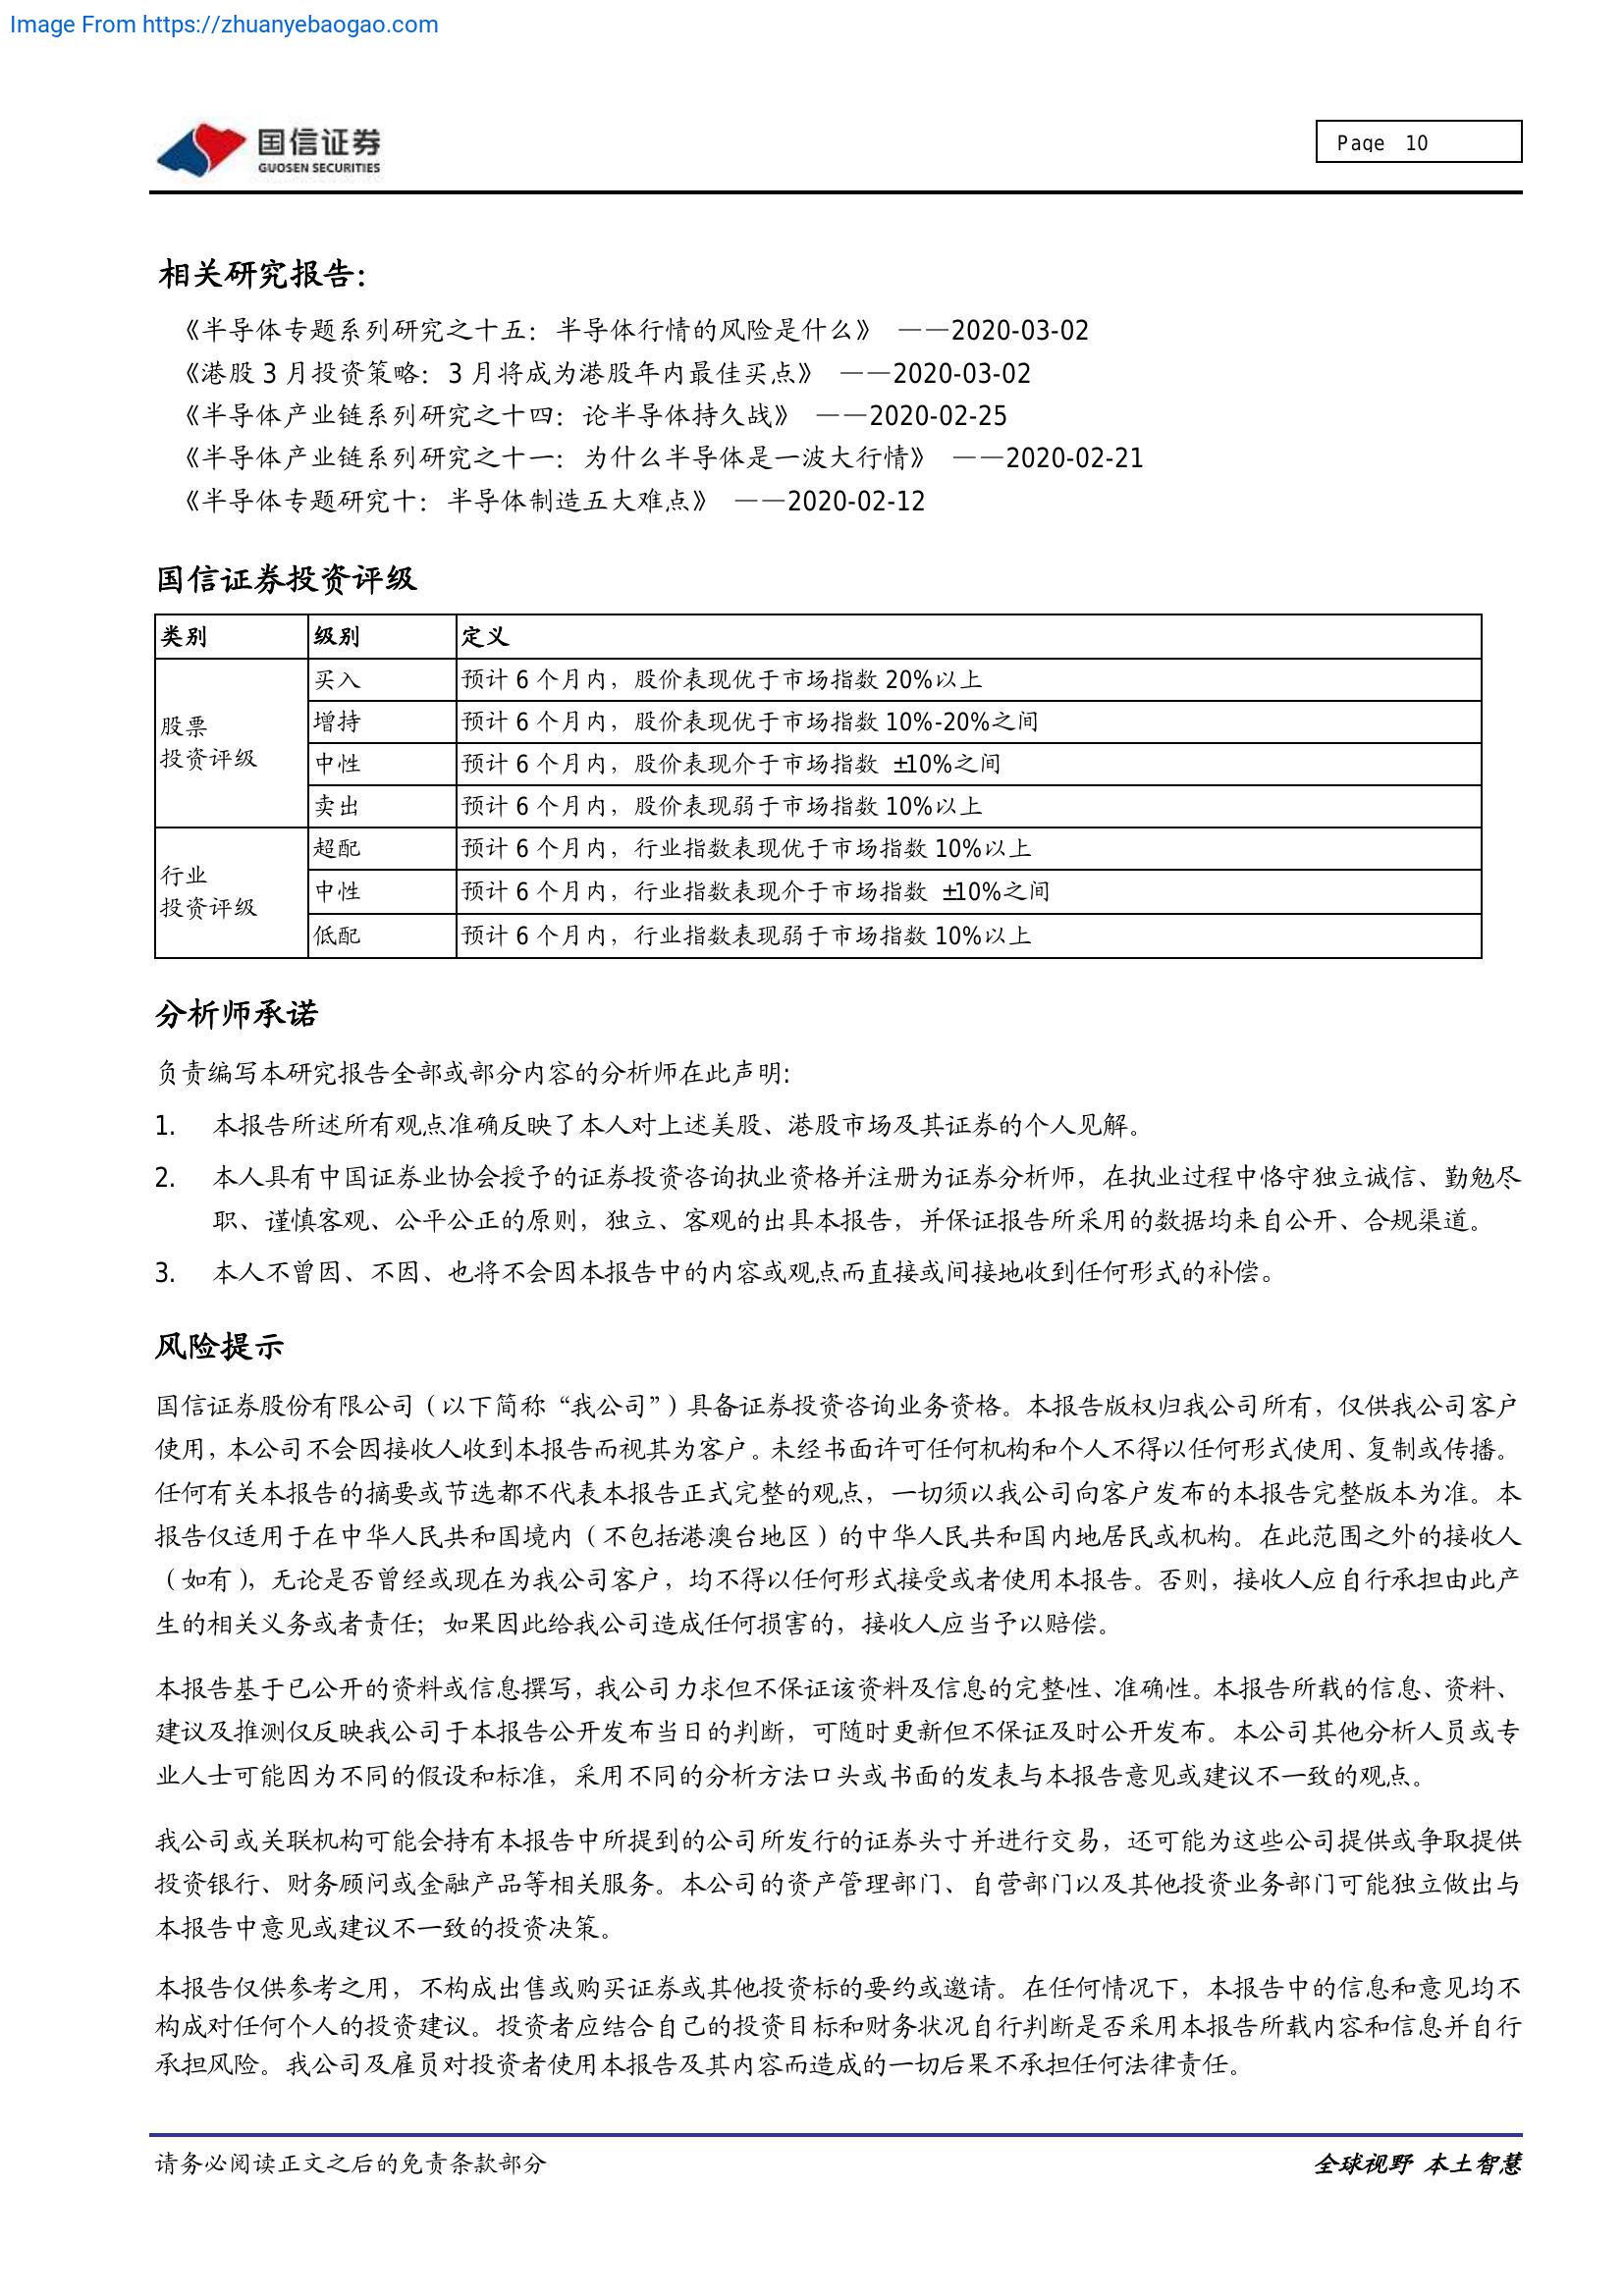 Image From https://zhuanyebaogao.com
国信证券
GUOSEN SECURITIES
Page 10
相关研究报告：
《半导体专题系列研究之十五：半导体行情的风险是什么》 ——2020-03-02
《港股 3 月投资策略：3 月将成为港股年内最佳买点》 ——2020-03-02
《半导体产业链系列研究之十四：论半导体持久战》 ——2020-02-25
《半导体产业链系列研究之十一：为什么半导体是一波大行情》 ——2020-02-21
《半导体专题研究十：半导体制造五大难点》 ——2020-02-12
国信证券投资评级
类别 级别 定义
股票
投资评级
买入 预计 6 个月内，股价表现优于市场指数 20%以上
增持 预计 6 个月内，股价表现优于市场指数 10%-20%之间
中性 预计 6 个月内，股价表现介于市场指数 ±10%之间
卖出 预计 6 个月内，股价表现弱于市场指数 10%以上
行业
投资评级
超配 预计 6 个月内，行业指数表现优于市场指数 10%以上
中性 预计 6 个月内，行业指数表现介于市场指数 ±10%之间
低配 预计 6 个月内，行业指数表现弱于市场指数 10%以上
分析师承诺
负责编写本研究报告全部或部分内容的分析师在此声明：
1. 本报告所述所有观点准确反映了本人对上述美股、港股市场及其证券的个人见解。
2. 本人具有中国证券业协会授予的证券投资咨询执业资格并注册为证券分析师，在执业过程中恪守独立诚信、勤勉尽
职、谨慎客观、公平公正的原则，独立、客观的出具本报告，并保证报告所采用的数据均来自公开、合规渠道。
3. 本人不曾因、不因、也将不会因本报告中的内容或观点而直接或间接地收到任何形式的补偿。
风险提示
国信证券股份有限公司（以下简称“我公司”）具备证券投资咨询业务资格。本报告版权归我公司所有，仅供我公司客户
使用，本公司不会因接收人收到本报告而视其为客户。未经书面许可任何机构和个人不得以任何形式使用、复制或传播。
任何有关本报告的摘要或节选都不代表本报告正式完整的观点，一切须以我公司向客户发布的本报告完整版本为准。本
报告仅适用于在中华人民共和国境内（不包括港澳台地区）的中华人民共和国内地居民或机构。在此范围之外的接收人
（如有），无论是否曾经或现在为我公司客户，均不得以任何形式接受或者使用本报告。否则，接收人应自行承担由此产
生的相关义务或者责任；如果因此给我公司造成任何损害的，接收人应当予以赔偿。
本报告基于已公开的资料或信息撰写，我公司力求但不保证该资料及信息的完整性、准确性。本报告所载的信息、资料、
建议及推测仅反映我公司于本报告公开发布当日的判断，可随时更新但不保证及时公开发布。本公司其他分析人员或专
业人士可能因为不同的假设和标准，采用不同的分析方法口头或书面的发表与本报告意见或建议不一致的观点。
我公司或关联机构可能会持有本报告中所提到的公司所发行的证券头寸并进行交易，还可能为这些公司提供或争取提供
投资银行、财务顾问或金融产品等相关服务。本公司的资产管理部门、自营部门以及其他投资业务部门可能独立做出与
本报告中意见或建议不一致的投资决策。
本报告仅供参考之用，不构成出售或购买证券或其他投资标的要约或邀请。在任何情况下，本报告中的信息和意见均不
构成对任何个人的投资建议。投资者应结合自己的投资目标和财务状况自行判断是否采用本报告所载内容和信息并自行
承担风险。我公司及雇员对投资者使用本报告及其内容而造成的一切后果不承担任何法律责任。
请务必阅读正文之后的免责条款部分
全球视野 本土智慧